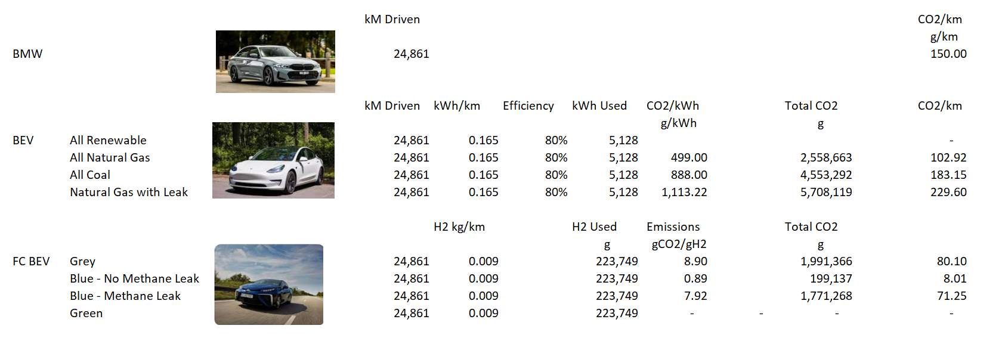 kM Driven CO2/km
g/km
BMW 24,861 150.00
kM Driven kWh/km Efficiency kWh Used CO2/kWh Total CO2 CO2/km
g/kWh g
BEV All Renewable 24,861 0.165 80% 5,128 -
All Natural Gas 24,861 0.165 80% 5,128 499.00 2,558,663 102.92
All Coal 24,861 0.165 80% 5,128 888.00 4,553,292 183.15
Natural Gas with Leak 24,861 0.165 80% 5,128 1,113.22 5,708,119 229.60
H2 kg/km H2 Used Emissions Total CO2
g gCO2/gH2 g
FC BEV Grey 24,861 0.009 223,749 8.90 1,991,366 80.10
Blue - No Methane Leak 24,861 0.009 223,749 0.89 199,137 8.01
Blue - Methane Leak 24,861 0.009 223,749 7.92 1,771,268 71.25
Green 24,861 0.009 223,749 - - - -